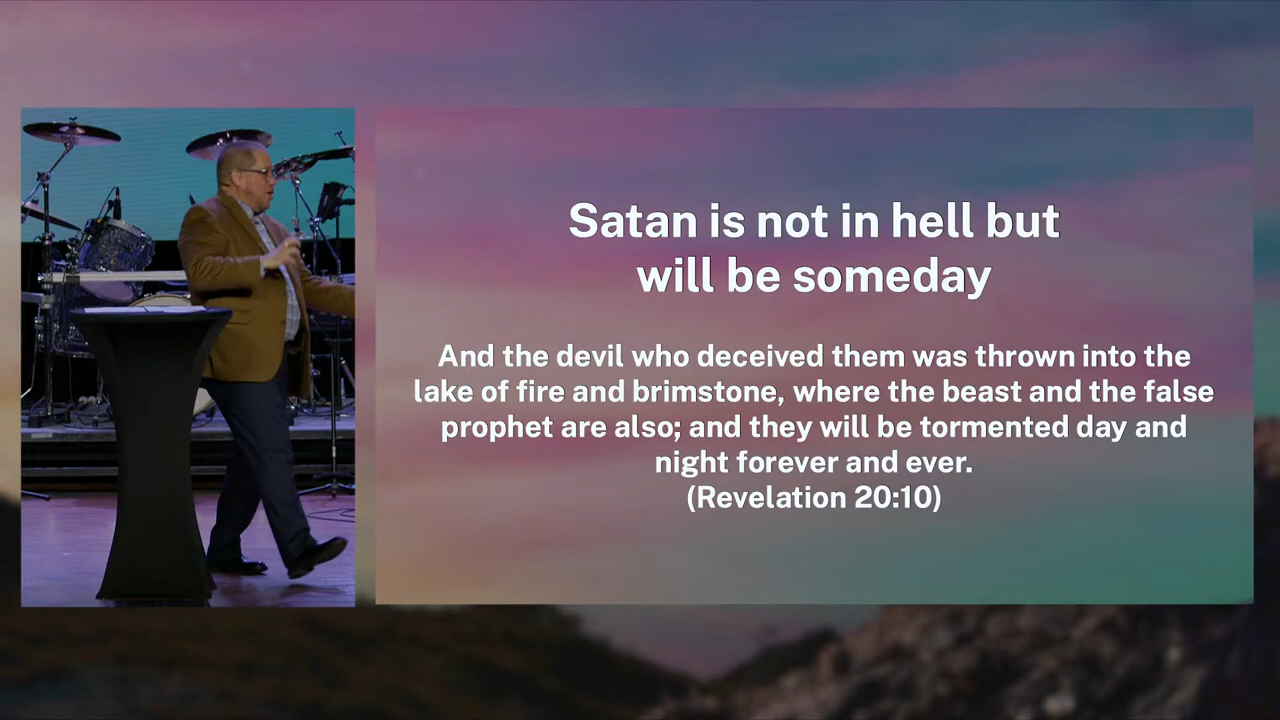 Satan is not in hell but
will be someday
And the devil who deceived them was thrown into the
lake of fire and brimstone, where the beast and the false
prophet are also; and they will be tormented day and
night forever and ever.
(Revelation 20:10)